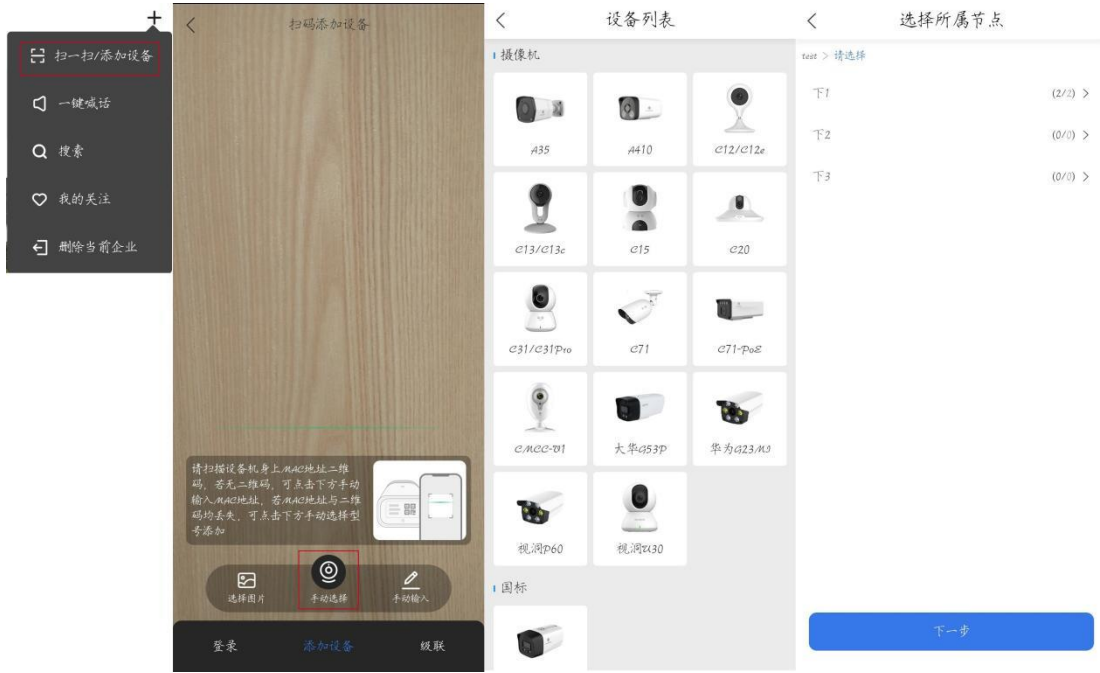 +
扫一扫/添加设备
一键喊话
搜索
我的关注
删除当前企业
扫码添加设备
请扫描设备机身上MAC地址二维
码，若无二维码，可点击下方手动
输入MAC地址，若MAC地址与二维
码均丢失，可点击下方手动选择型
号添加
选择图片
手动选择
手动输入
登录
添加设备
级联
设备列表
摄像机
A35
A410
C12/C12e
C13/C13c
C15
C20
C31/C31Pro
C71
C71-PoE
CMCC-V1
大华G53P
华为G23MI
视洞P60
视洞U30
国标
选择所属节点
test > 请选择
下1 (2/2) >
下2 (0/0) >
下3 (0/0) >
下一步